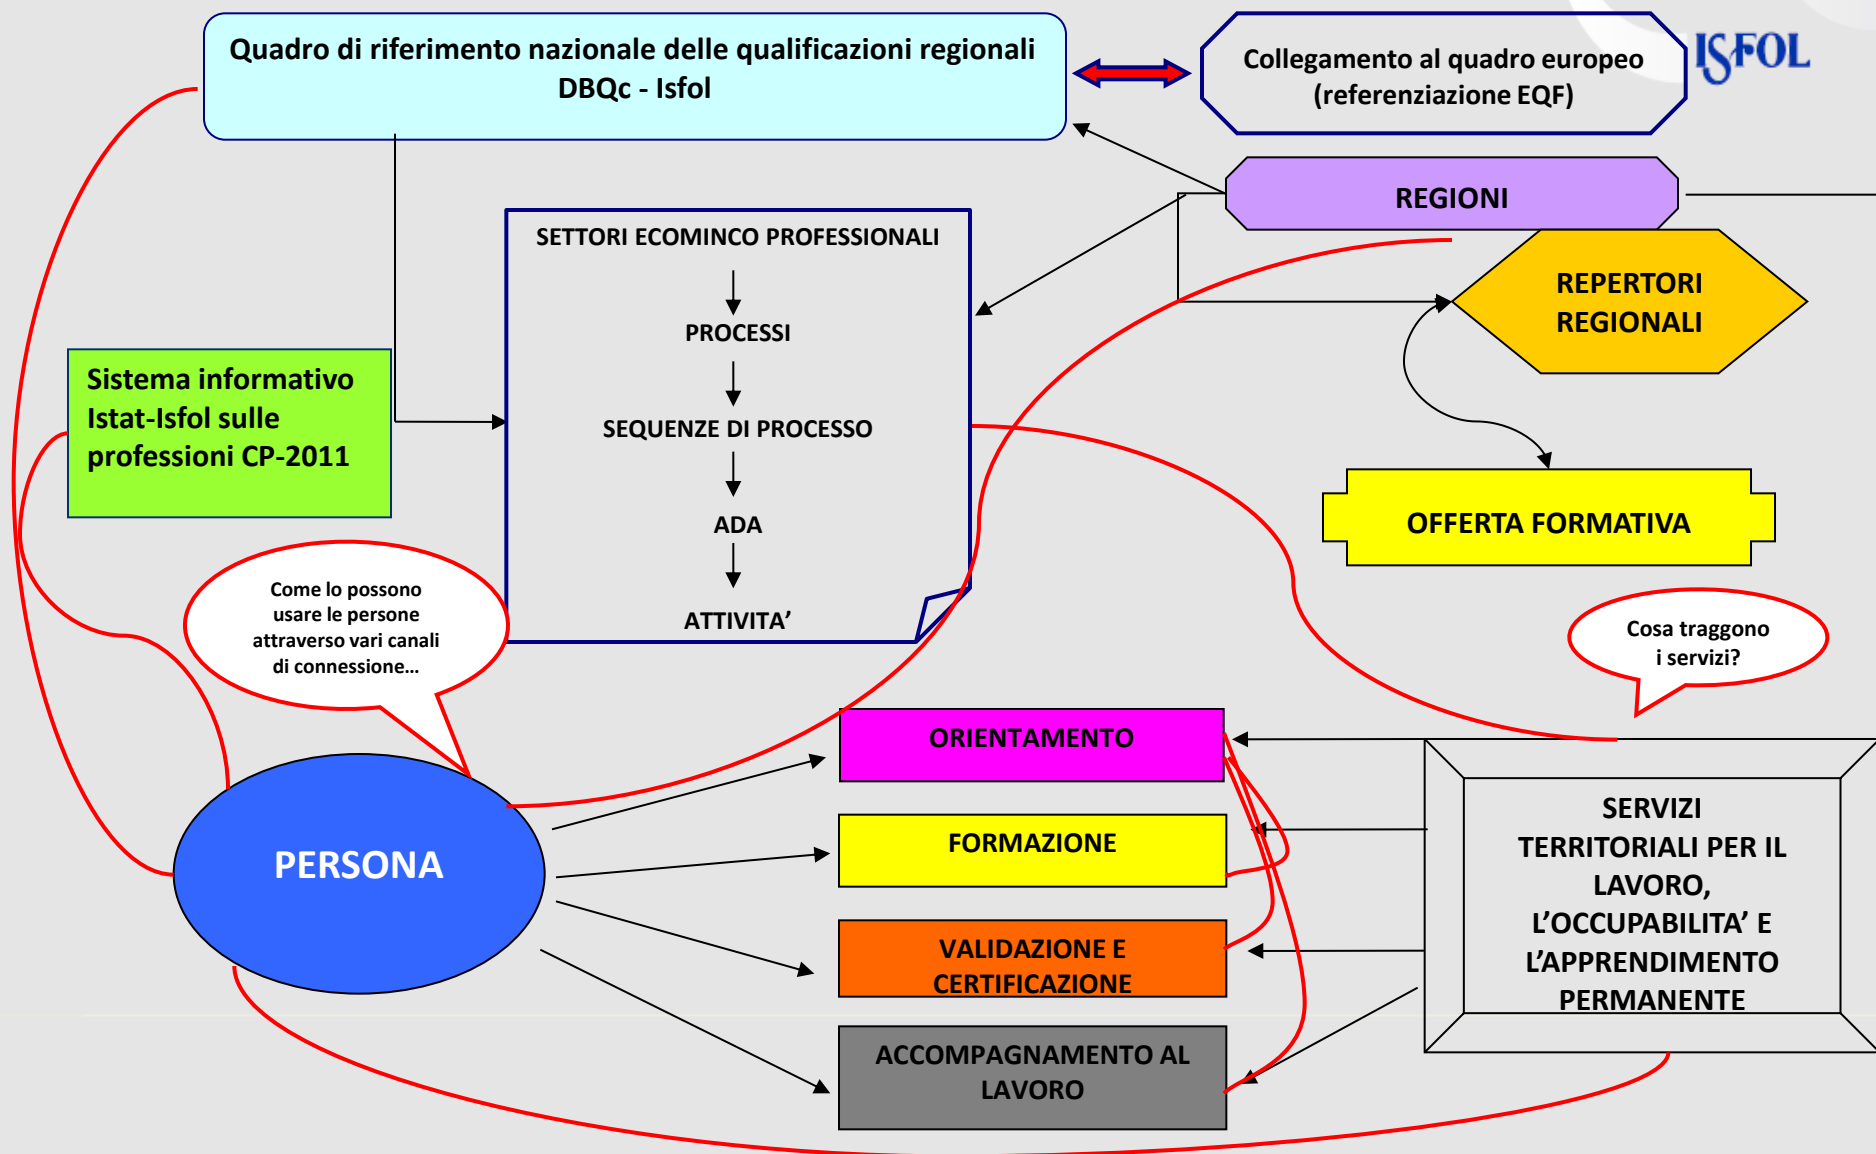 Quadro di riferimento nazionale delle qualificazioni regionali
DBQc - Isfol
Collegamento al quadro europeo
(referenziazione EQF)
ISFOL
REGIONI
SETTORI ECOMINCO PROFESSIONALI
PROCESSI
SEQUENZE DI PROCESSO
ADA
ATTIVITA’
REPERTORI
REGIONALI
Sistema informativo
Istat-Isfol sulle
professioni CP-2011
OFFERTA FORMATIVA
Come lo possono
usare le persone
attraverso vari canali
di connessione…
Cosa traggono
i servizi?
PERSONA
ORIENTAMENTO
FORMAZIONE
VALIDAZIONE E
CERTIFICAZIONE
ACCOMPAGNAMENTO AL
LAVORO
SERVIZI
TERRITORIALI PER IL
LAVORO,
L’OCCUPABILITA’ E
L’APPRENDIMENTO
PERMANENTE